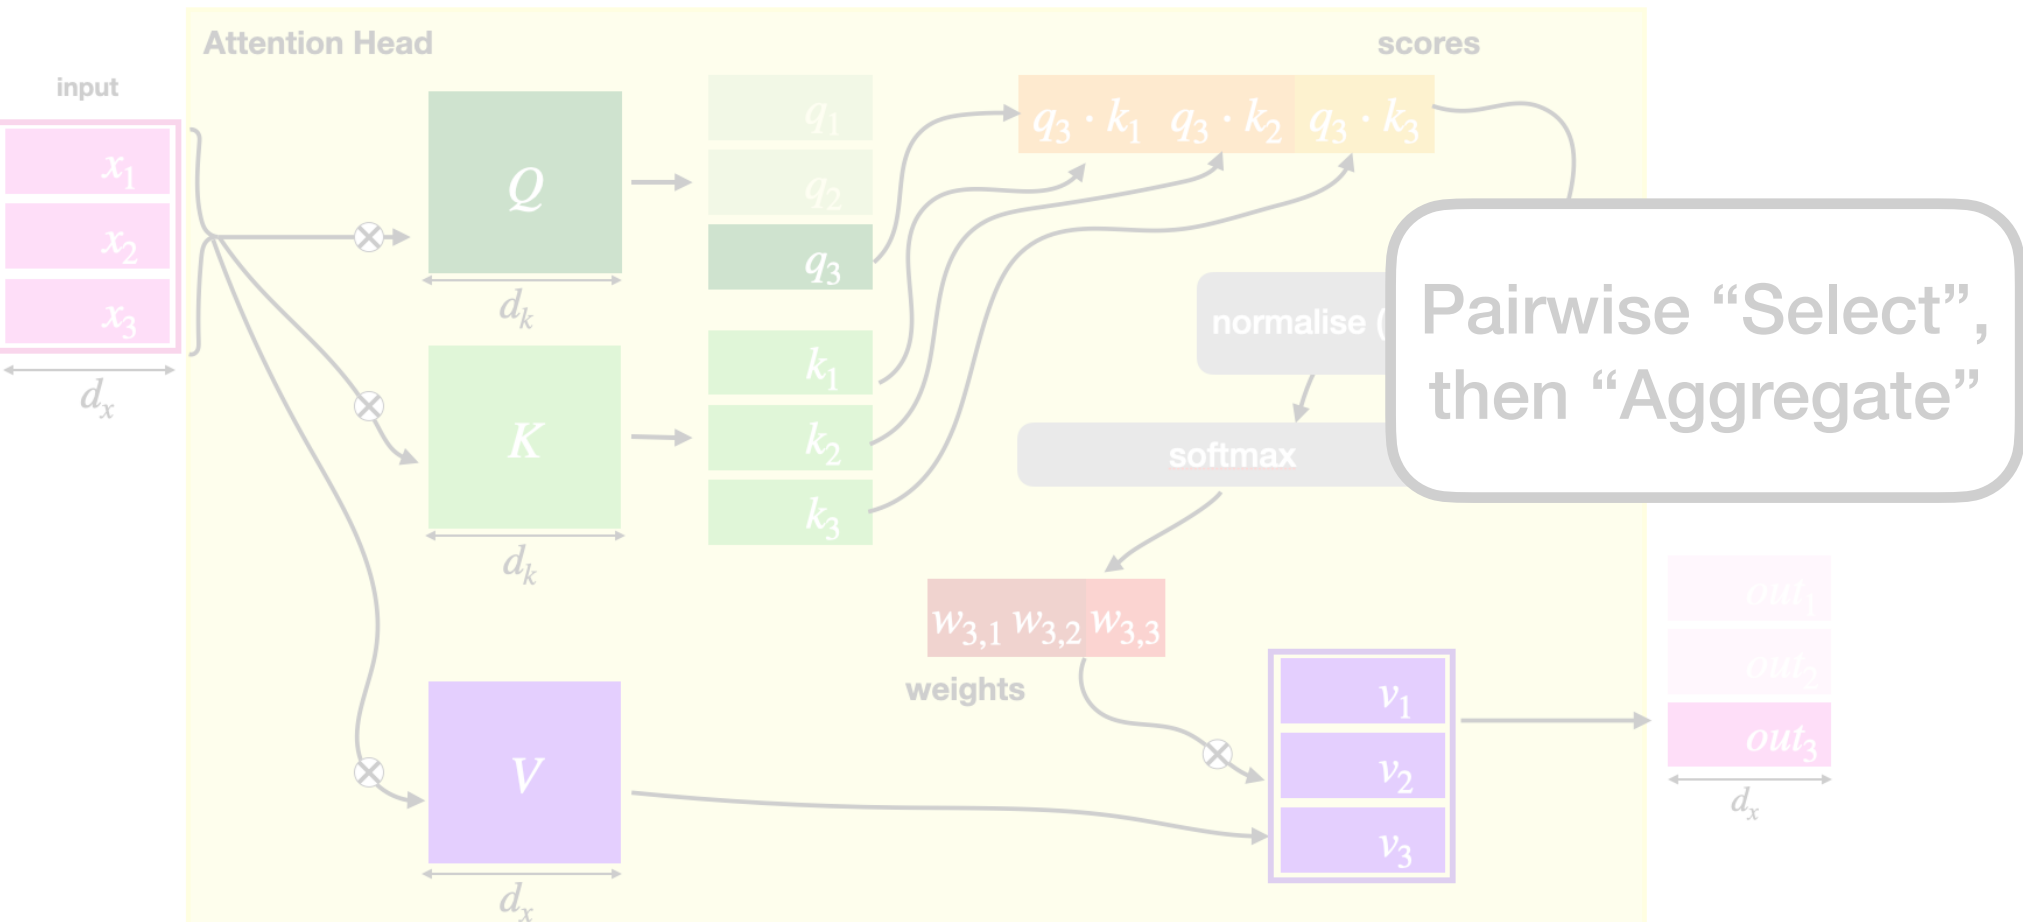 Attention Head
scores
input
x₁
x₂
x₃
dₓ
Q
dₖ
K
dₖ
V
dₓ
q₁
q₂
q₃
k₁
k₂
k₃
q₃ · k₁ q₃ · k₂ q₃ · k₃
normalise (
softmax
Pairwise “Select”,
then “Aggregate”
w₃,₁ w₃,₂ w₃,₃
weights
v₁
v₂
v₃
out₁
out₂
out₃
dₓ